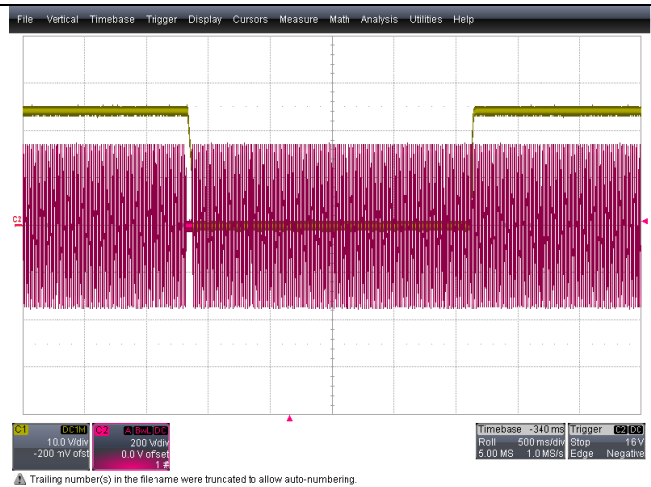 File Vertical Timebase Trigger Display Cursors Measure Math Analysis Utilities Help
C2
C1 DC1M
10.0 V/div
-200 mV ofst
C2 A BwL DC
200 V/div
0.0 V ofset
1 #
Timebase -340 ms
Roll 500 ms/div
5.00 MS 1.0 MS/s
Trigger C2 DC
Stop 16 V
Edge Negative
Trailing number(s) in the filename were truncated to allow auto-numbering.